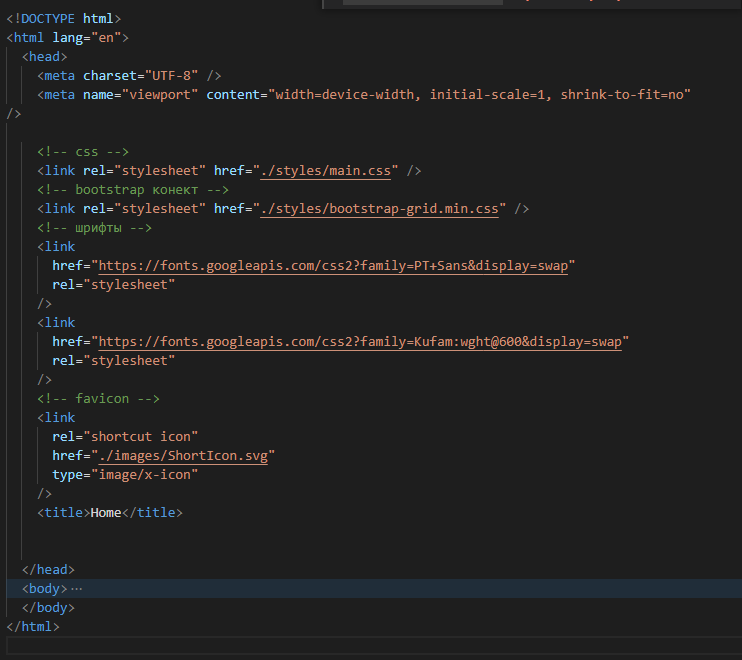 <!DOCTYPE html>
<html lang="en">
<head>
<meta charset="UTF-8" />
<meta name="viewport" content="width=device-width, initial-scale=1, shrink-to-fit=no"
/>
<!-- css -->
<link rel="stylesheet" href="./styles/main.css" />
<!-- bootstrap конект -->
<link rel="stylesheet" href="./styles/bootstrap-grid.min.css" />
<!-- шрифты -->
<link
href="https://fonts.googleapis.com/css2?family=PT+Sans&display=swap"
rel="stylesheet"
/>
<link
href="https://fonts.googleapis.com/css2?family=Kufam:wght@600&display=swap"
rel="stylesheet"
/>
<!-- favicon -->
<link
rel="shortcut icon"
href="./images/ShortIcon.svg"
type="image/x-icon"
/>
<title>Home</title>
</head>
<body>···
</body>
</html>